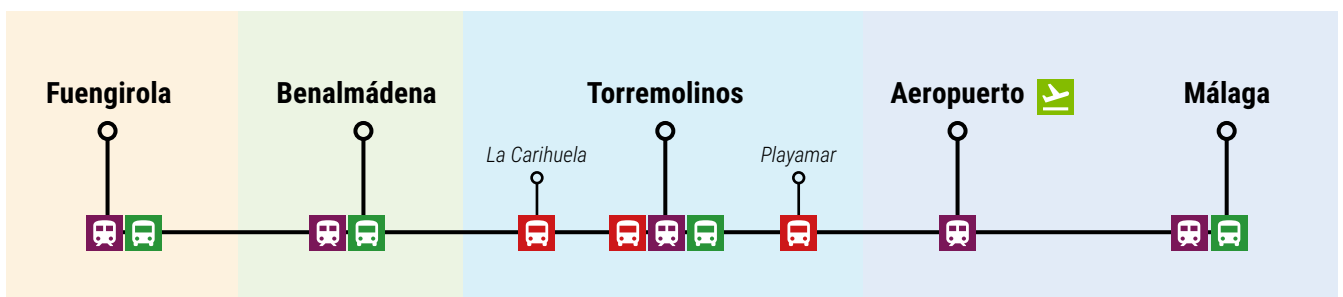 Fuengirola
Benalmádena
Torremolinos
Aeropuerto
Málaga
La Carihuela
Playamar